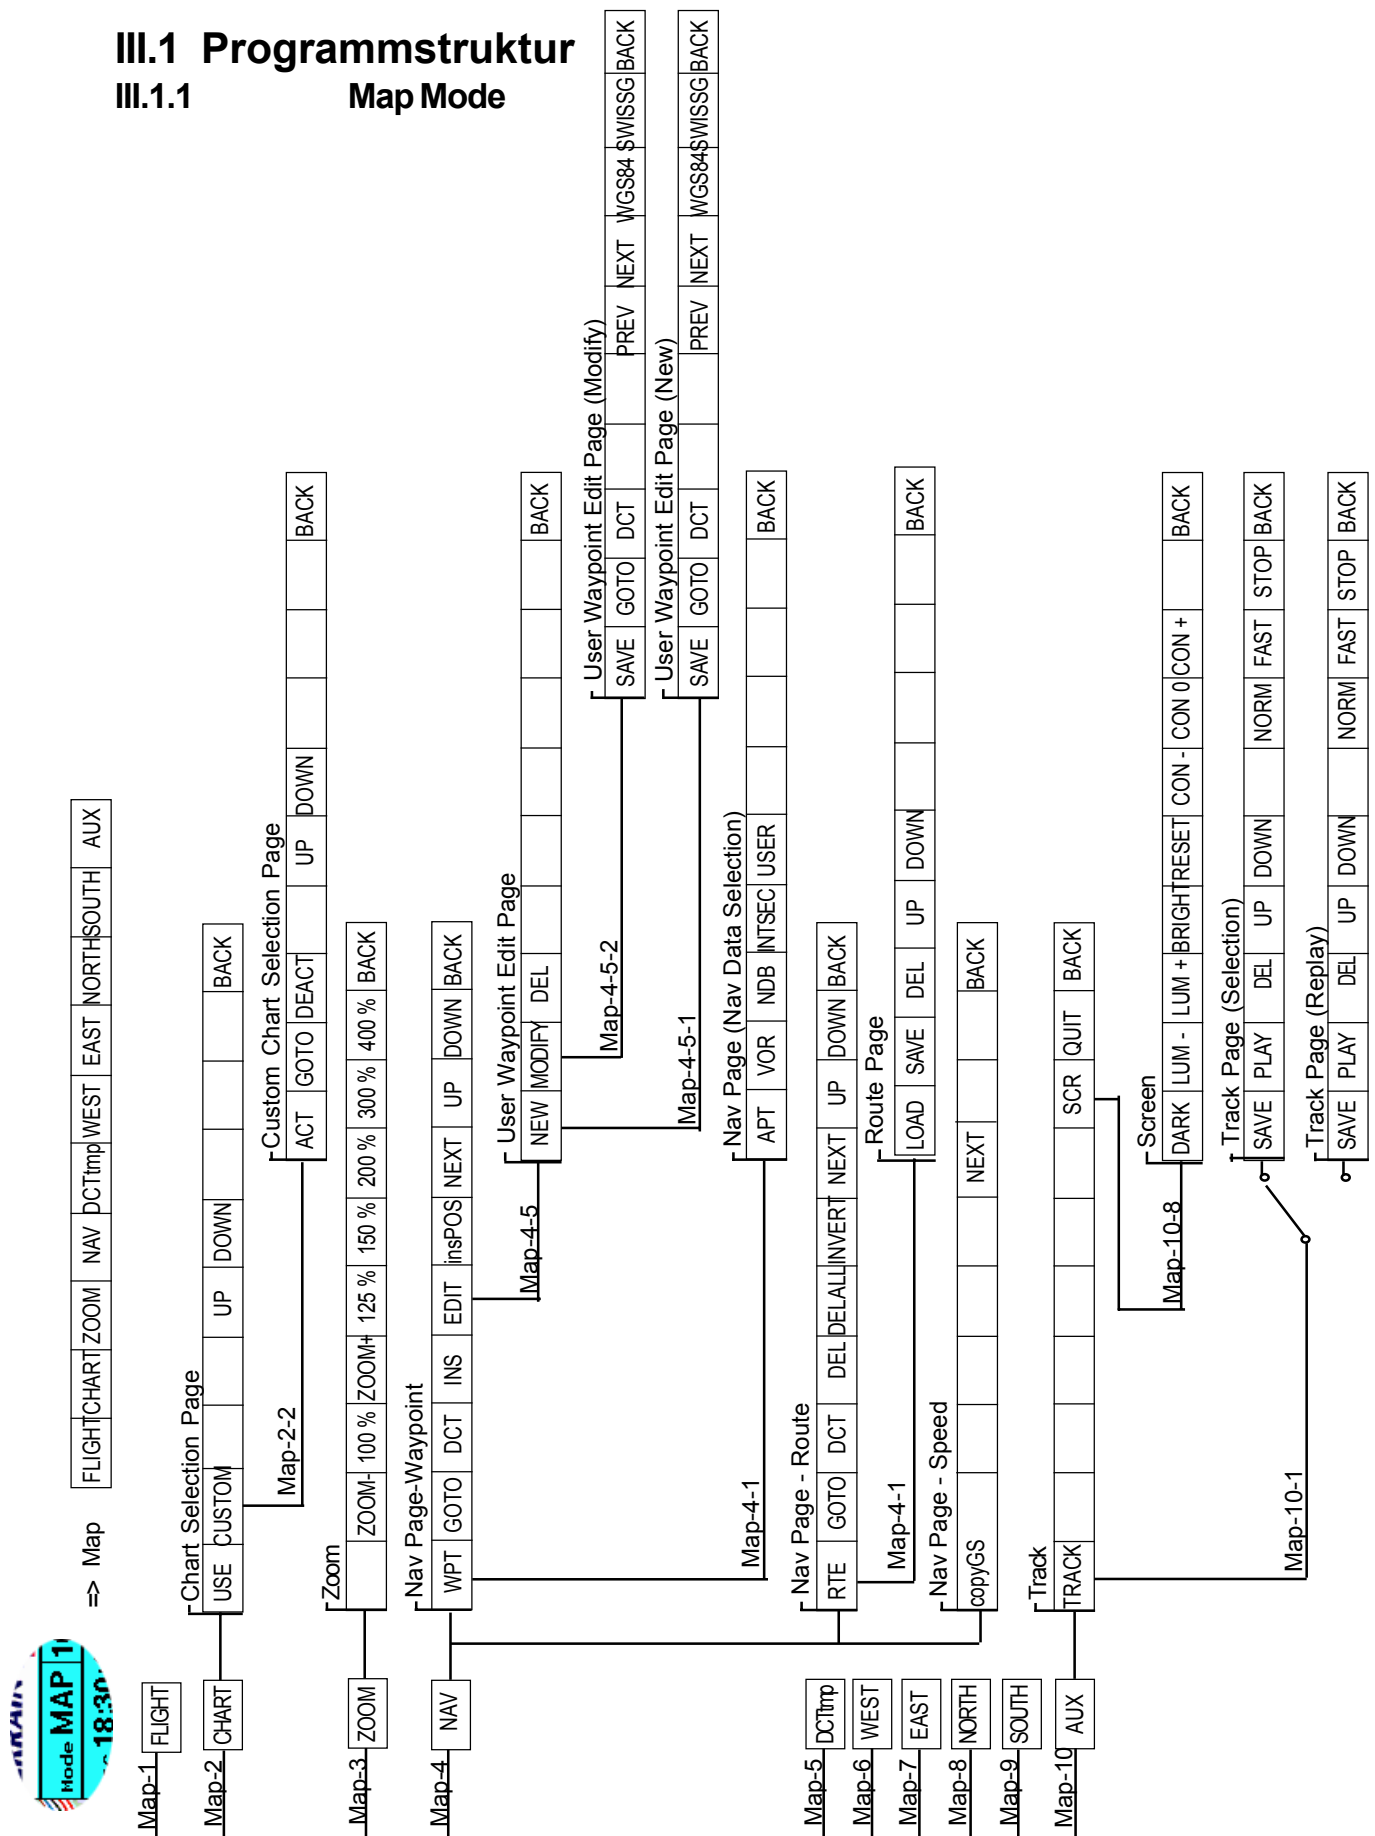 III.1 Programmstruktur
III.1.1 Map Mode
Mode MAP 1
18:30
=> Map
FLIGHT CHART ZOOM NAV DCTtmp WEST EAST NORTH SOUTH AUX
Map-1 FLIGHT
Map-2 CHART
Chart Selection Page
USE CUSTOM UP DOWN BACK
Map-2-2
Custom Chart Selection Page
ACT GOTO DEACT UP DOWN BACK
Map-3 ZOOM
Zoom
ZOOM- 100 % ZOOM+ 125 % 150 % 200 % 300 % 400 % BACK
Map-4 NAV
Nav Page-Waypoint
WPT GOTO DCT INS EDIT insPOS NEXT UP DOWN BACK
Map-4-5
User Waypoint Edit Page
NEW MODIFY DEL BACK
Map-4-5-2
User Waypoint Edit Page (Modify)
SAVE GOTO DCT PREV NEXT WGS84 SWISSG BACK
Map-4-5-1
User Waypoint Edit Page (New)
SAVE GOTO DCT PREV NEXT WGS84 SWISSG BACK
Map-4-1
Nav Page (Nav Data Selection)
APT VOR NDB INTSEC USER BACK
Nav Page - Route
RTE GOTO DCT DEL DELALL INVERT NEXT UP DOWN BACK
Map-4-1
Route Page
LOAD SAVE DEL UP DOWN BACK
Nav Page - Speed
copyGS NEXT BACK
Map-5 DCTtmp
Map-6 WEST
Map-7 EAST
Map-8 NORTH
Map-9 SOUTH
Map-10 AUX
Track
TRACK SCR QUIT BACK
Map-10-8
Screen
DARK LUM - LUM + BRIGHT RESET CON - CON 0 CON + BACK
Map-10-1
Track Page (Selection)
SAVE PLAY DEL UP DOWN NORM FAST STOP BACK
Track Page (Replay)
SAVE PLAY DEL UP DOWN NORM FAST STOP BACK